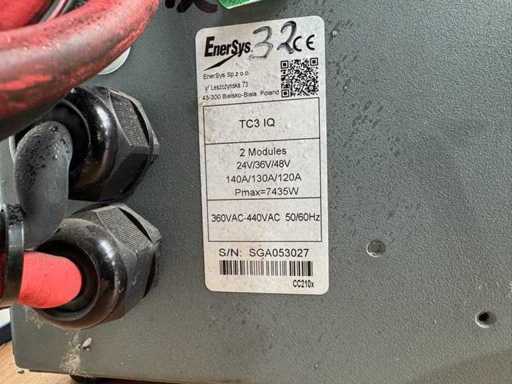 EnerSys 32 CE
EnerSys Sp.z o.o.
Leszczyńska 73
43-300 Bielsko-Biała Poland
TC3 IQ
2 Modules
24V/36V/48V
140A/130A/120A
Pmax=7435W
360VAC-440VAC 50/60Hz
S/N: SGA053027
CC210x